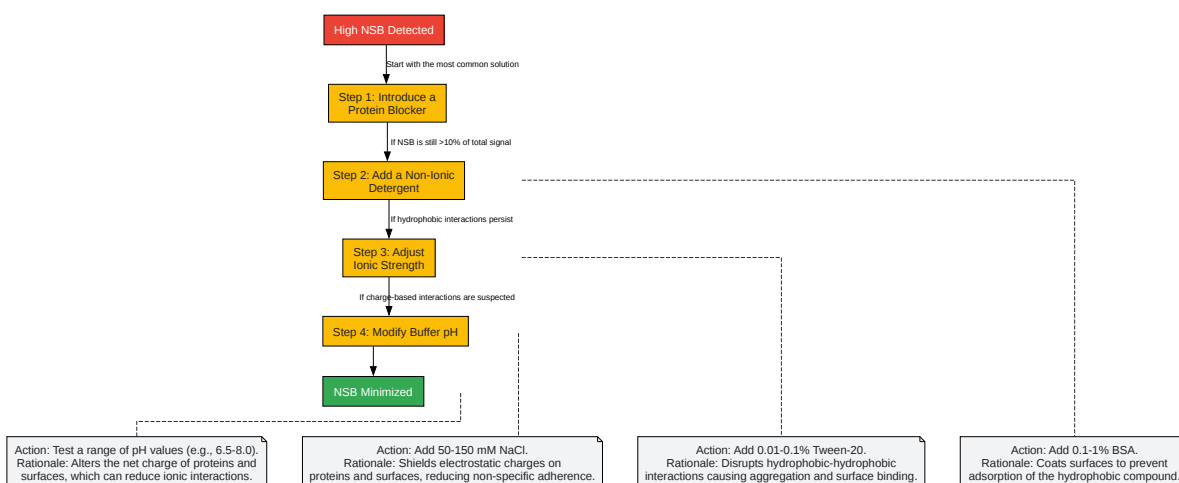 High NSB Detected
Start with the most common solution
Step 1: Introduce a
Protein Blocker
If NSB is still >10% of total signal
Step 2: Add a Non-Ionic
Detergent
If hydrophobic interactions persist
Step 3: Adjust
Ionic Strength
If charge-based interactions are suspected
Step 4: Modify Buffer pH
NSB Minimized
Action: Test a range of pH values (e.g., 6.5-8.0).
Rationale: Alters the net charge of proteins and
surfaces, which can reduce ionic interactions.
Action: Add 50-150 mM NaCl.
Rationale: Shields electrostatic charges on
proteins and surfaces, reducing non-specific adherence.
Action: Add 0.01-0.1% Tween-20.
Rationale: Disrupts hydrophobic-hydrophobic
interactions causing aggregation and surface binding.
Action: Add 0.1-1% BSA.
Rationale: Coats surfaces to prevent
adsorption of the hydrophobic compound.